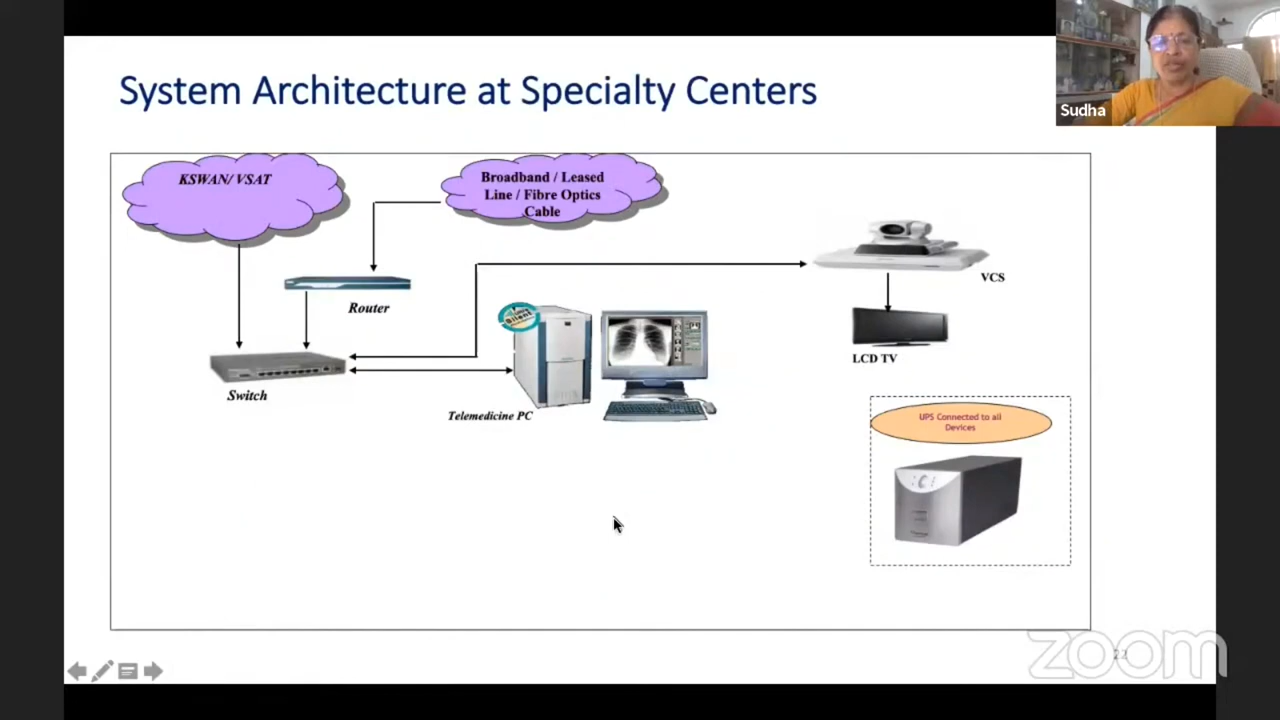 System Architecture at Specialty Centers
Sudha
KSWAN/ VSAT
Broadband / Leased
Line / Fibre Optics
Cable
VCS
Router
LCD TV
Switch
Telemedicine PC
UPS Connected to all
Devices
zoom
22